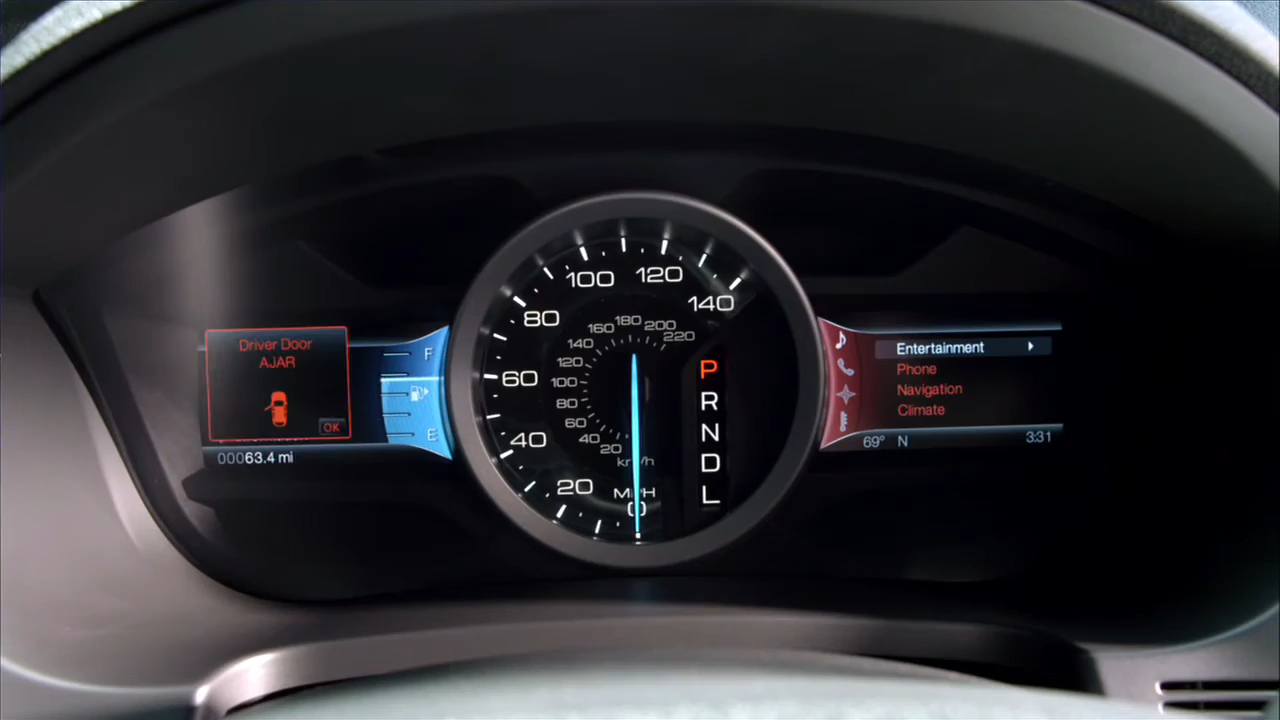 Driver Door
AJAR
OK
00063.4 mi
F
E
140
120
100
80
60
40
20
0
MPH
km/h
220
200
180
160
140
120
100
80
60
40
20
P
R
N
D
L
Entertainment
Phone
Navigation
Climate
69° N
3:31